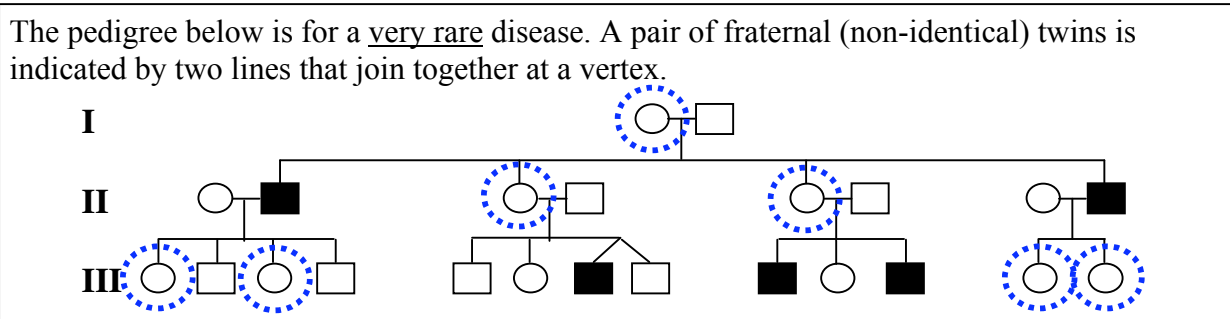 The pedigree below is for a very rare disease. A pair of fraternal (non-identical) twins is
indicated by two lines that join together at a vertex.
I
II
III